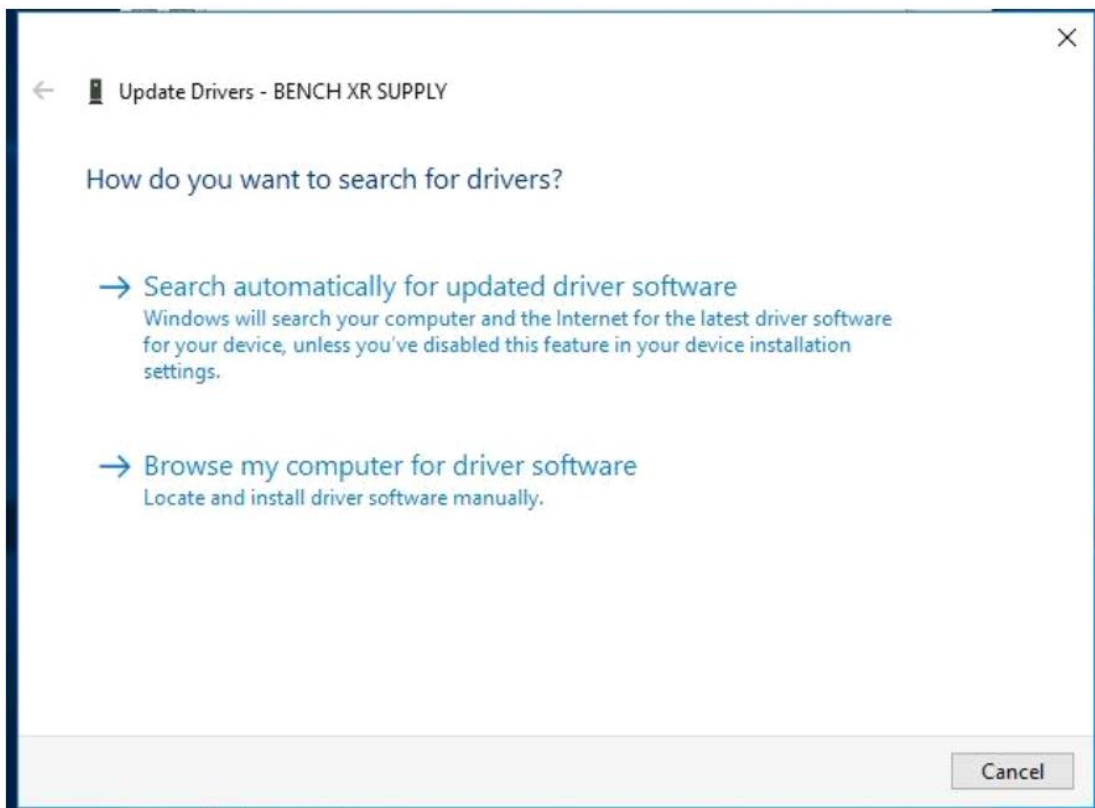 Update Drivers - BENCH XR SUPPLY
How do you want to search for drivers?
Search automatically for updated driver software
Windows will search your computer and the Internet for the latest driver software
for your device, unless you've disabled this feature in your device installation
settings.
Browse my computer for driver software
Locate and install driver software manually.
Cancel